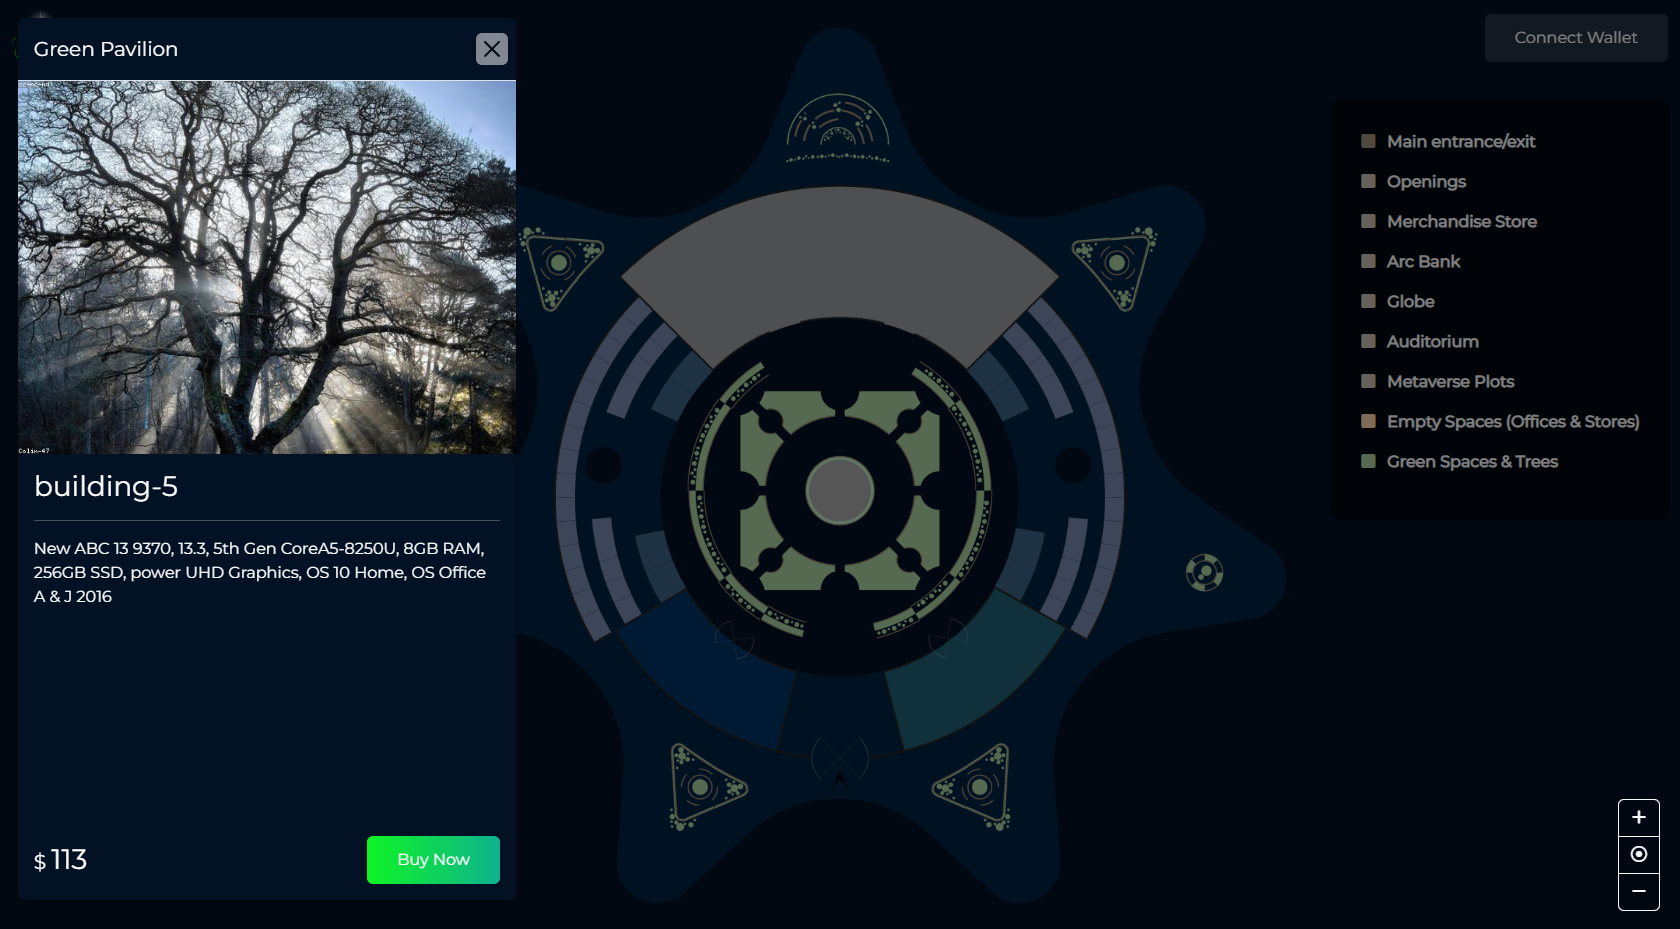 Green Pavilion
Colin-47
building-5
New ABC 13 9370, 13.3, 5th Gen CoreA5-8250U, 8GB RAM,
256GB SSD, power UHD Graphics, OS 10 Home, OS Office
A & J 2016
$ 113
Buy Now
Connect Wallet
Main entrance/exit
Openings
Merchandise Store
Arc Bank
Globe
Auditorium
Metaverse Plots
Empty Spaces (Offices & Stores)
Green Spaces & Trees